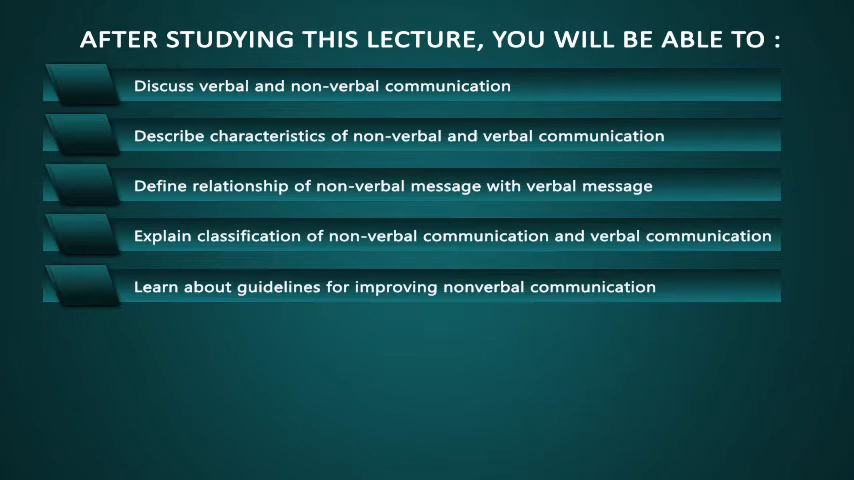 AFTER STUDYING THIS LECTURE, YOU WILL BE ABLE TO :
Discuss verbal and non-verbal communication
Describe characteristics of non-verbal and verbal communication
Define relationship of non-verbal message with verbal message
Explain classification of non-verbal communication and verbal communication
Learn about guidelines for improving nonverbal communication